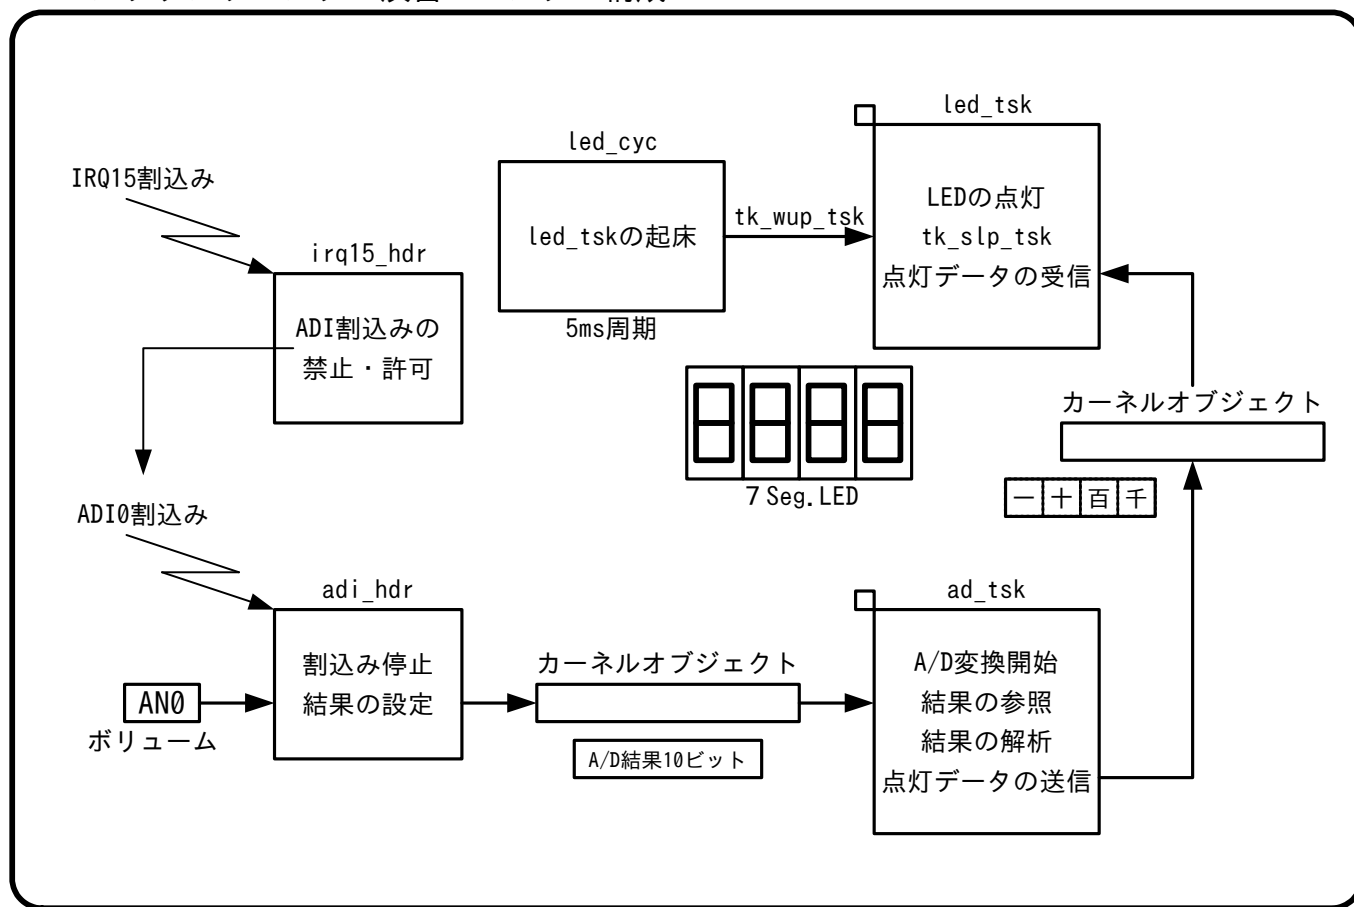 led_tsk
led_cyc
IRQ15割込み
LEDの点灯
tk_wup_tsk
led_tskの起床
tk_slp_tsk
irq15_hdr
点灯データの受信
ADI割込みの
5ms周期
禁止・許可
カーネルオブジェクト
7 Seg.LED
一 十 百 千
ADI0割込み
adi_hdr
ad_tsk
割込み停止
カーネルオブジェクト
A/D変換開始
AN0
結果の設定
結果の参照
ボリューム
結果の解析
A/D結果10ビット
点灯データの送信